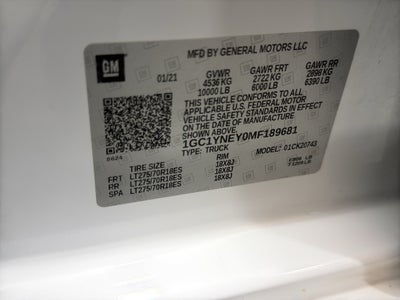 GM
MFD BY GENERAL MOTORS LLC
01/21 GVWR GAWR FRT GAWR RR
4536 KG 2722 KG 2898 KG
10000 LB 6000 LB 6390 LB
THIS VEHICLE CONFORMS TO ALL
APPLICABLE U.S. FEDERAL MOTOR
VEHICLE SAFETY STANDARDS IN EFFECT
ON THE DATE OF MANUFACTURE SHOWN ABOVE.
1GC1YNEY0MF189681
8624 TYPE: TRUCK MODEL: 01CK20743
TIRE SIZE RIM
FRT LT275/70R18ES 18X8J
RR LT275/70R18ES 18X8J
SPA LT275/70R18ES 18X8J